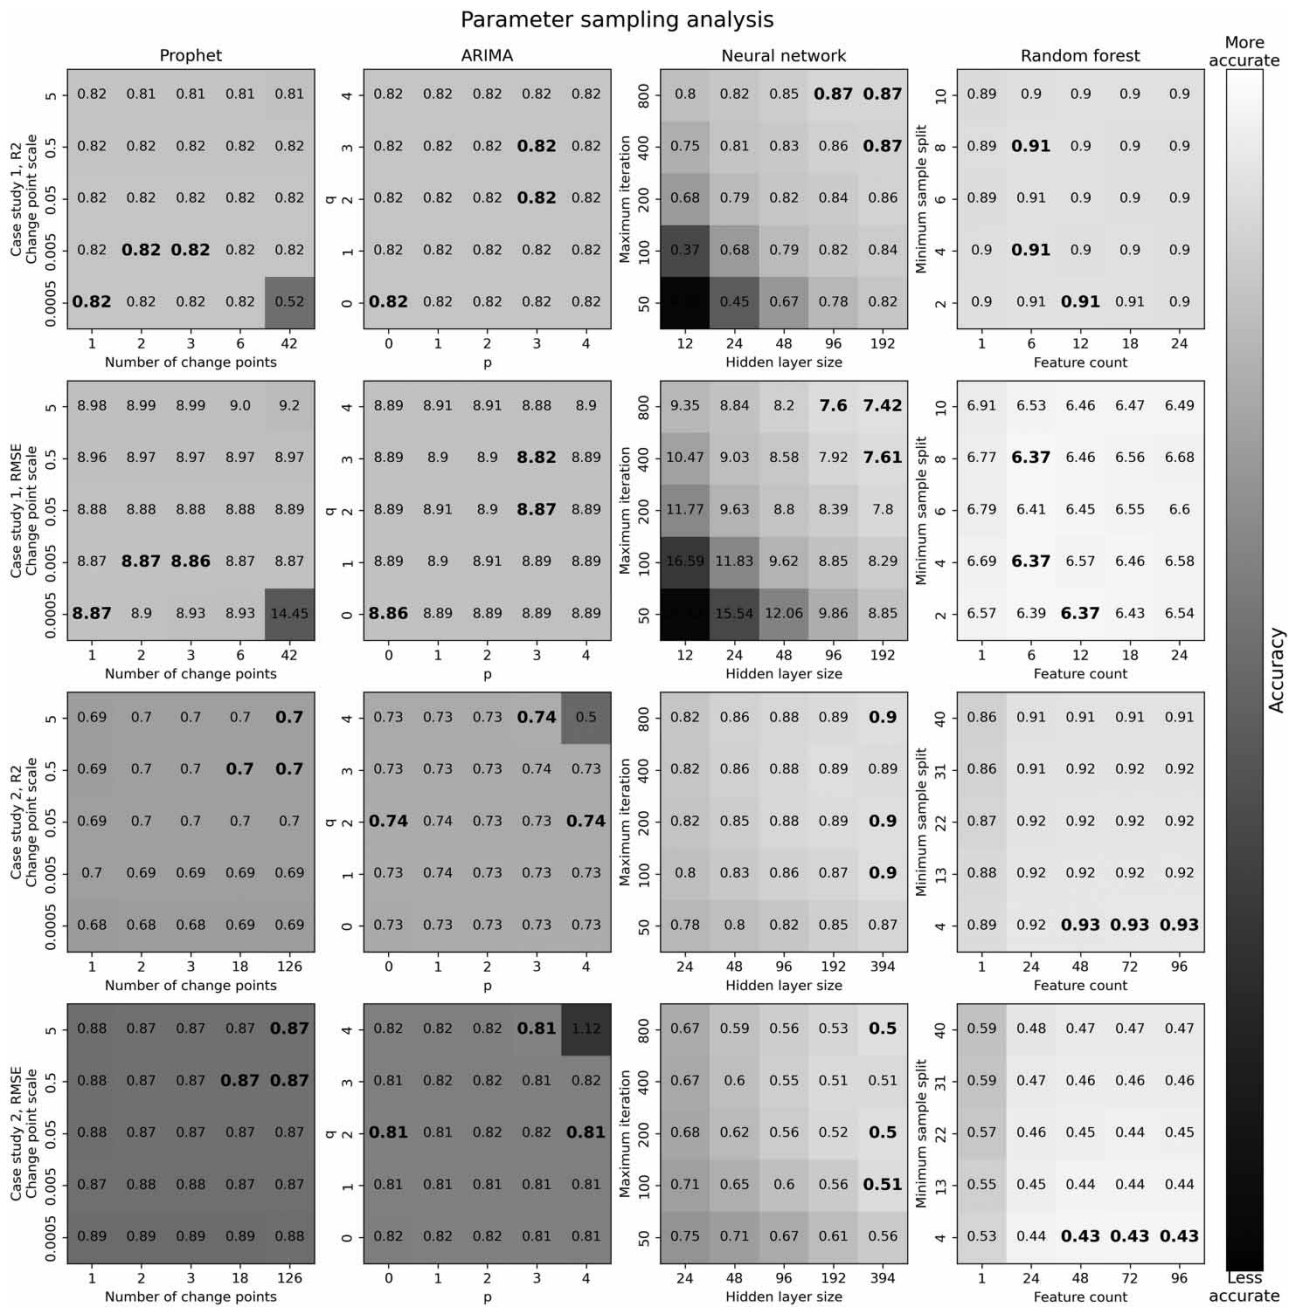 Parameter sampling analysis
Prophet ARIMA Neural network Random forest More accurate
Case study 1, R2
Change point scale
5 0.82 0.81 0.81 0.81 0.81
0.5 0.82 0.82 0.82 0.82 0.82
0.05 0.82 0.82 0.82 0.82 0.82
0.005 0.82 0.82 0.82 0.82 0.82
0.0005 0.82 0.82 0.82 0.82 0.52
1 2 3 6 42
Number of change points
q
4 0.82 0.82 0.82 0.82 0.82
3 0.82 0.82 0.82 0.82 0.82
2 0.82 0.82 0.82 0.82 0.82
1 0.82 0.82 0.82 0.82 0.82
0 0.82 0.82 0.82 0.82 0.82
0 1 2 3 4
p
Maximum iteration
800 0.8 0.82 0.85 0.87 0.87
400 0.75 0.81 0.83 0.86 0.87
200 0.68 0.79 0.82 0.84 0.86
100 0.37 0.68 0.79 0.82 0.84
50 0.45 0.67 0.78 0.82
12 24 48 96 192
Hidden layer size
Minimum sample split
10 0.89 0.9 0.9 0.9 0.9
8 0.89 0.91 0.9 0.9 0.9
6 0.89 0.91 0.9 0.9 0.9
4 0.9 0.91 0.9 0.9 0.9
2 0.9 0.91 0.91 0.91 0.9
1 6 12 18 24
Feature count
Case study 1, RMSE
Change point scale
5 8.98 8.99 8.99 9.0 9.2
0.5 8.96 8.97 8.97 8.97 8.97
0.05 8.88 8.88 8.88 8.88 8.89
0.005 8.87 8.87 8.86 8.87 8.87
0.0005 8.87 8.9 8.93 8.93 14.45
1 2 3 6 42
Number of change points
q
4 8.89 8.91 8.91 8.88 8.9
3 8.89 8.9 8.9 8.82 8.89
2 8.89 8.91 8.9 8.87 8.89
1 8.89 8.9 8.91 8.89 8.89
0 8.86 8.89 8.89 8.89 8.89
0 1 2 3 4
p
Maximum iteration
800 9.35 8.84 8.2 7.6 7.42
400 10.47 9.03 8.58 7.92 7.61
200 11.77 9.63 8.8 8.39 7.8
100 16.59 11.83 9.62 8.85 8.29
50 15.54 12.06 9.86 8.85
12 24 48 96 192
Hidden layer size
Minimum sample split
10 6.91 6.53 6.46 6.47 6.49
8 6.77 6.37 6.46 6.56 6.68
6 6.79 6.41 6.45 6.55 6.6
4 6.69 6.37 6.57 6.46 6.58
2 6.57 6.39 6.37 6.43 6.54
1 6 12 18 24
Feature count
Case study 2, R2
Change point scale
5 0.69 0.7 0.7 0.7 0.7
0.5 0.69 0.7 0.7 0.7 0.7
0.05 0.69 0.7 0.7 0.7 0.7
0.005 0.7 0.69 0.69 0.69 0.69
0.0005 0.68 0.68 0.68 0.69 0.69
1 2 3 18 126
Number of change points
q
4 0.73 0.73 0.73 0.74 0.5
3 0.73 0.73 0.73 0.74 0.73
2 0.74 0.74 0.73 0.73 0.74
1 0.73 0.74 0.73 0.73 0.73
0 0.73 0.73 0.73 0.73 0.73
0 1 2 3 4
p
Maximum iteration
800 0.82 0.86 0.88 0.89 0.9
400 0.82 0.86 0.88 0.89 0.89
200 0.82 0.85 0.88 0.89 0.9
100 0.8 0.83 0.86 0.87 0.9
50 0.78 0.8 0.82 0.85 0.87
24 48 96 192 394
Hidden layer size
Minimum sample split
40 0.86 0.91 0.91 0.91 0.91
31 0.86 0.91 0.92 0.92 0.92
22 0.87 0.92 0.92 0.92 0.92
13 0.88 0.92 0.92 0.92 0.92
4 0.89 0.92 0.93 0.93 0.93
1 24 48 72 96
Feature count
Case study 2, RMSE
Change point scale
5 0.88 0.87 0.87 0.87 0.87
0.5 0.88 0.87 0.87 0.87 0.87
0.05 0.88 0.87 0.87 0.87 0.87
0.005 0.87 0.88 0.88 0.87 0.87
0.0005 0.89 0.89 0.89 0.89 0.88
1 2 3 18 126
Number of change points
q
4 0.82 0.82 0.82 0.81 1.12
3 0.81 0.82 0.82 0.81 0.82
2 0.81 0.81 0.82 0.82 0.81
1 0.81 0.81 0.81 0.81 0.81
0 0.82 0.82 0.82 0.81 0.81
0 1 2 3 4
p
Maximum iteration
800 0.67 0.59 0.56 0.53 0.5
400 0.67 0.6 0.55 0.51 0.51
200 0.68 0.62 0.56 0.52 0.5
100 0.71 0.65 0.6 0.56 0.51
50 0.75 0.71 0.67 0.61 0.56
24 48 96 192 394
Hidden layer size
Minimum sample split
40 0.59 0.48 0.47 0.47 0.47
31 0.59 0.47 0.46 0.46 0.46
22 0.57 0.46 0.45 0.44 0.45
13 0.55 0.45 0.44 0.44 0.44
4 0.53 0.44 0.43 0.43 0.43
1 24 48 72 96
Feature count
Accuracy
Less
accurate